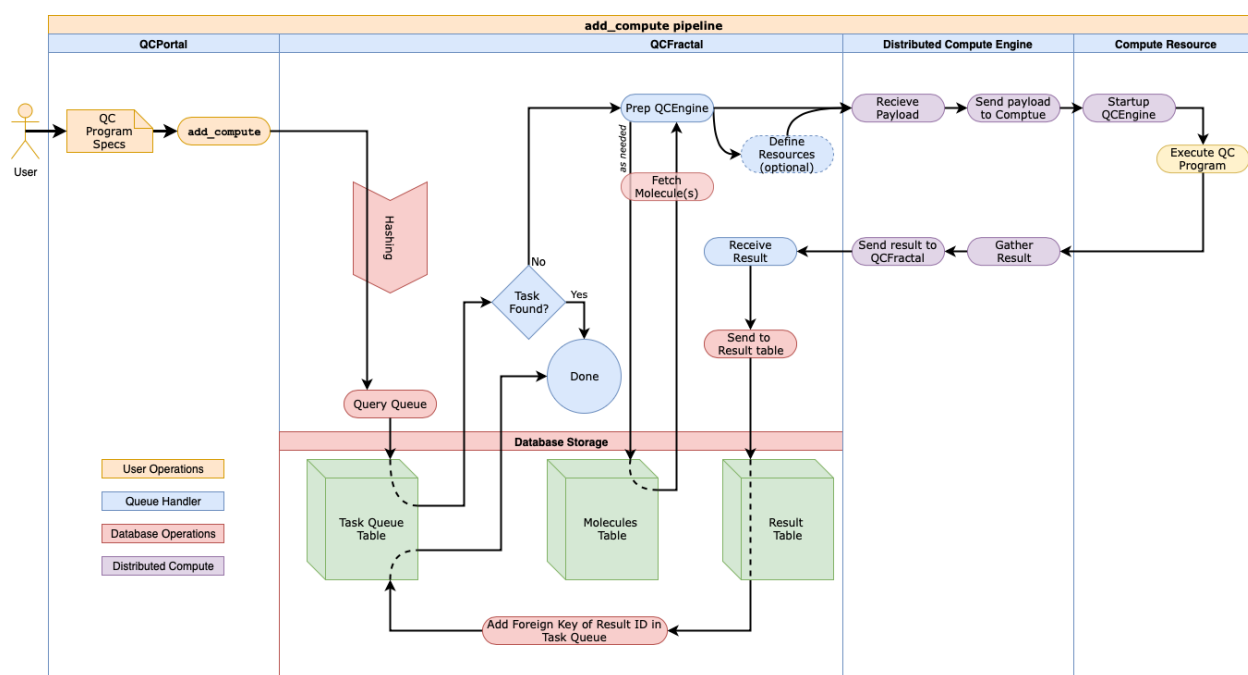 add_compute pipeline
QCPortal
QCFractal
Distributed Compute Engine
Compute Resource
User
QC
Program
Specs
add_compute
Hashing
Query Queue
Task
Found?
No
Yes
Done
Prep QCEngine
as needed
Fetch
Molecule(s)
Define
Resources
(optional)
Recieve
Payload
Send payload
to Comptue
Startup
QCEngine
Execute QC
Program
Gather
Result
Send result to
QCFractal
Receive
Result
Send to
Result table
Database Storage
Task Queue
Table
Molecules
Table
Result
Table
Add Foreign Key of Result ID in
Task Queue
User Operations
Queue Handler
Database Operations
Distributed Compute